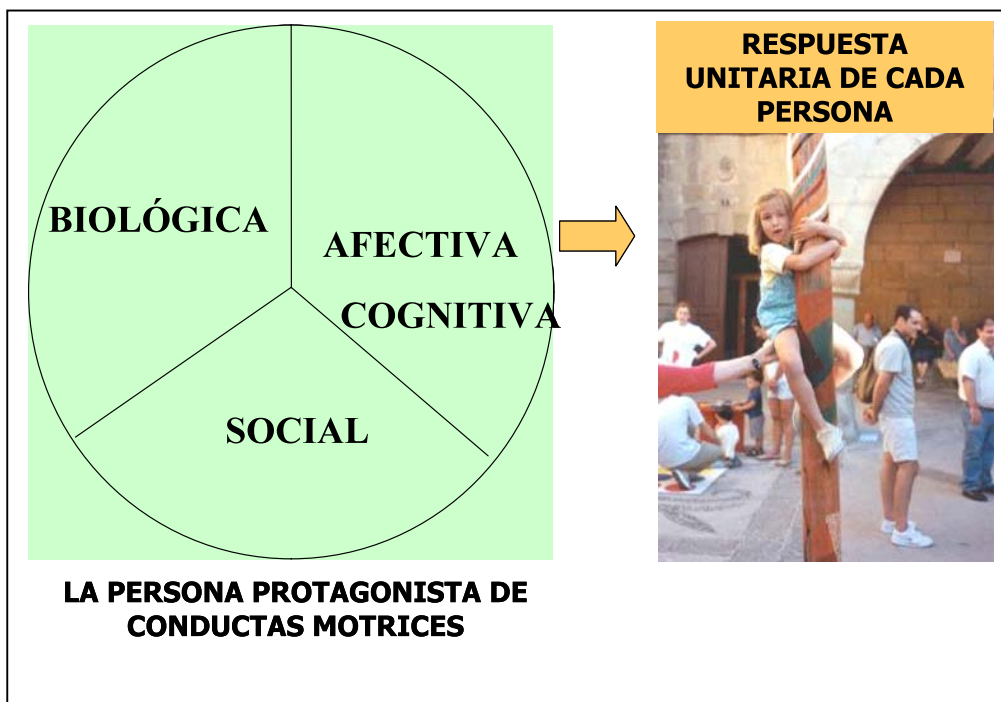 BIOLÓGICA
AFECTIVA
COGNITIVA
SOCIAL
LA PERSONA PROTAGONISTA DE
CONDUCTAS MOTRICES
RESPUESTA
UNITARIA DE CADA
PERSONA